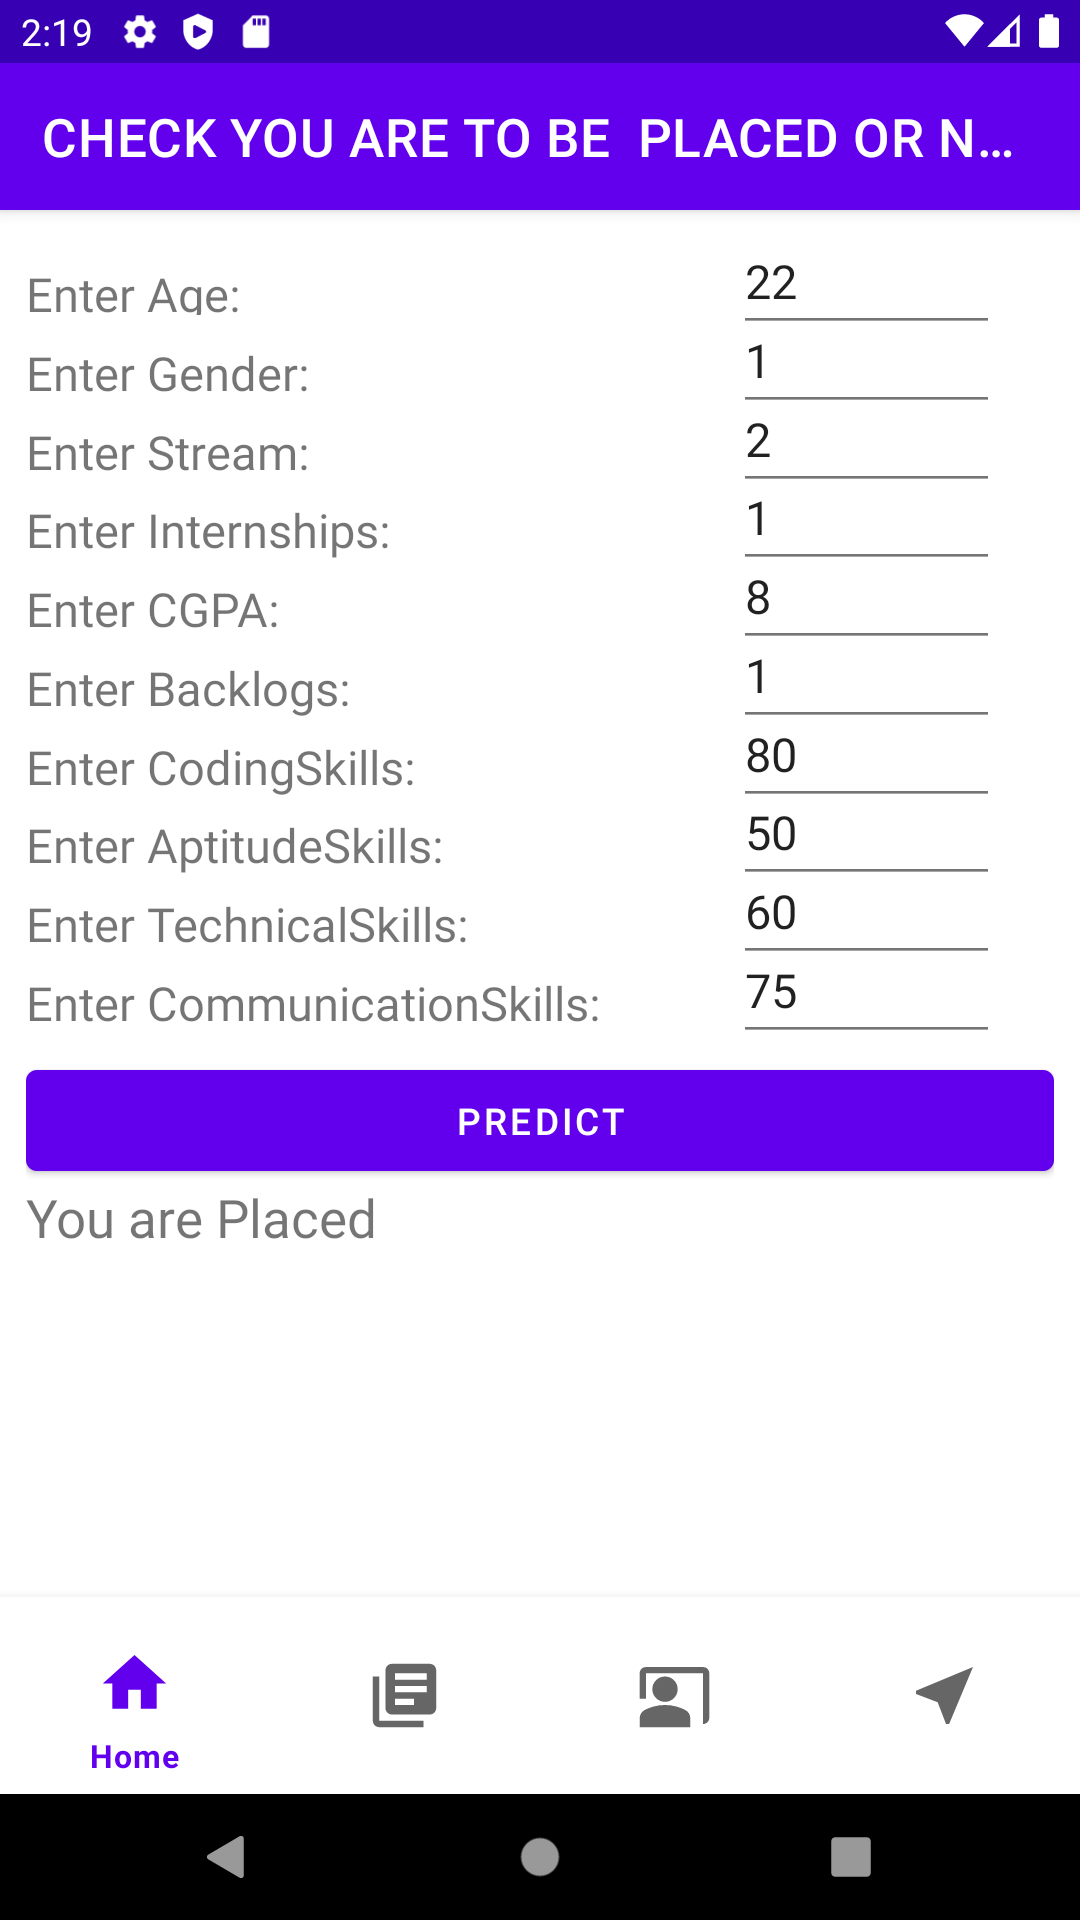 2:19
CHECK YOU ARE TO BE  PLACED OR N...
Enter Age: 22
Enter Gender: 1
Enter Stream: 2
Enter Internships: 1
Enter CGPA: 8
Enter Backlogs: 1
Enter CodingSkills: 80
Enter AptitudeSkills: 50
Enter TechnicalSkills: 60
Enter CommunicationSkills: 75
PREDICT
You are Placed
Home